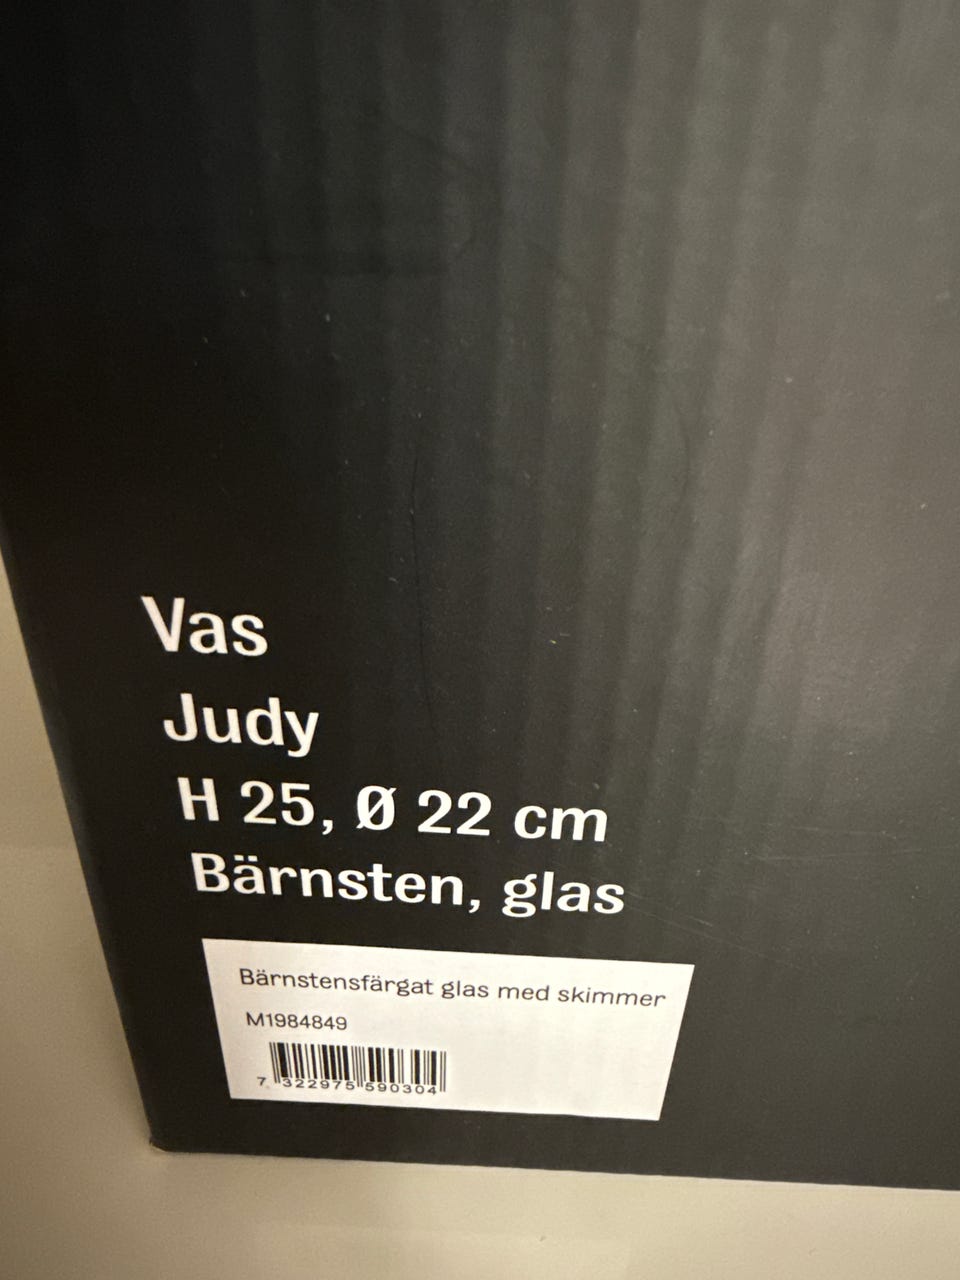 Vas
Judy
H 25, Ø 22 cm
Bärnsten, glas
Bärnstensfärgat glas med skimmer
M1984849
7 322975 590304